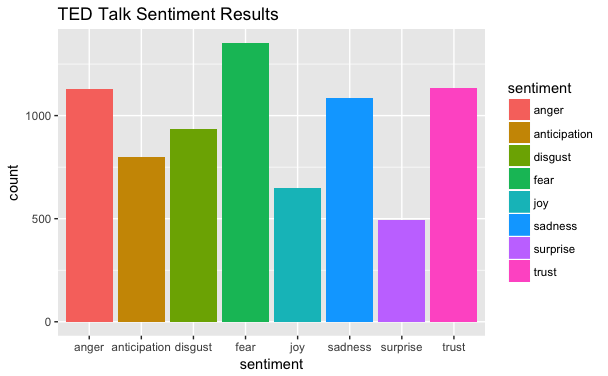 TED Talk Sentiment Results
count
1000
500
0
anger anticipation disgust fear joy sadness surprise trust
sentiment
sentiment
anger
anticipation
disgust
fear
joy
sadness
surprise
trust